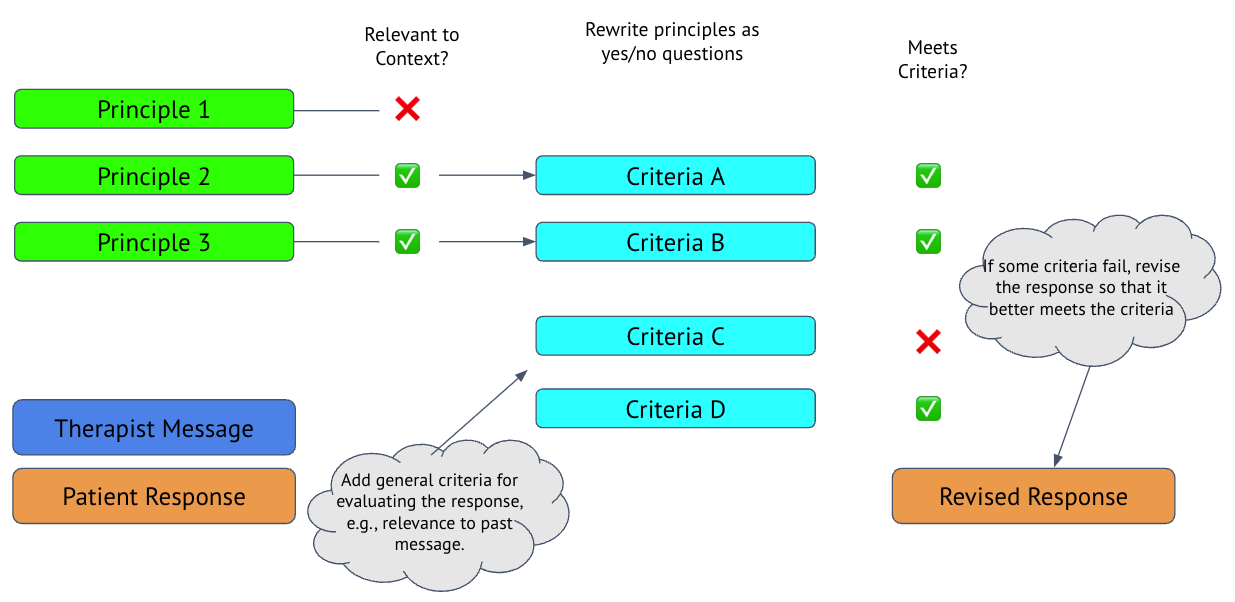 Relevant to
Context?
Rewrite principles as
yes/no questions
Meets
Criteria?
Principle 1
Principle 2
Criteria A
Principle 3
Criteria B
If some criteria fail, revise
the response so that it
better meets the criteria
Criteria C
Criteria D
Therapist Message
Patient Response
Add general criteria for
evaluating the response,
e.g., relevance to past
message.
Revised Response